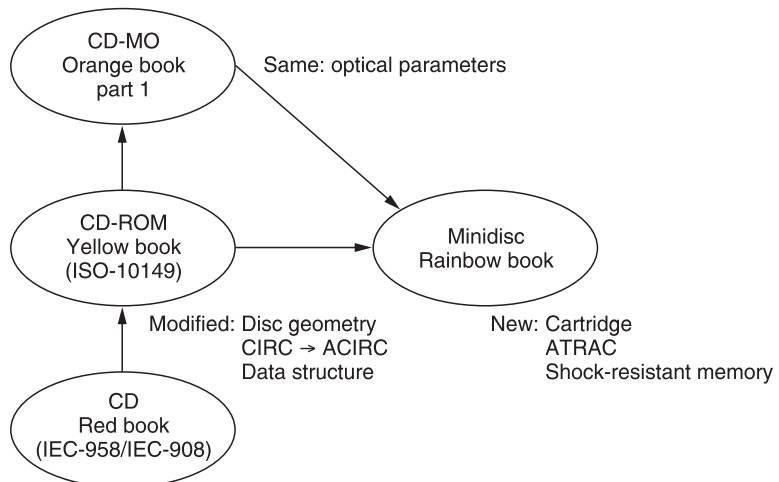 CD-MO
Orange book
part 1
Same: optical parameters
CD-ROM
Yellow book
(ISO-10149)
Minidisc
Rainbow book
Modified: Disc geometry
CIRC → ACIRC
Data structure
New: Cartridge
ATRAC
Shock-resistant memory
CD
Red book
(IEC-958/IEC-908)